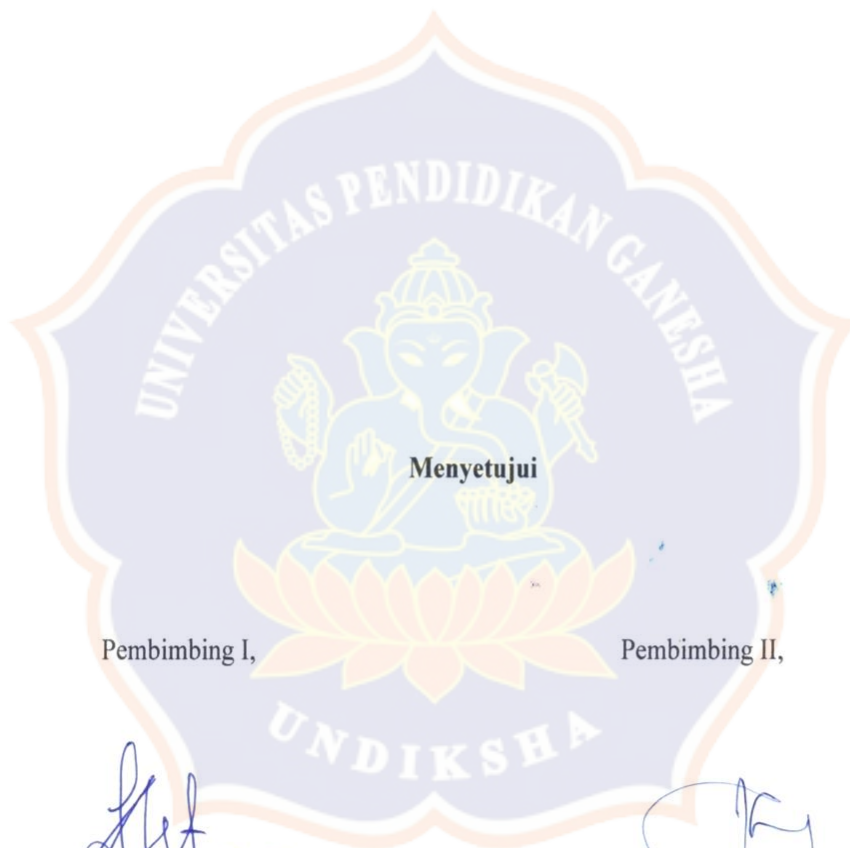 UNIVERSITAS PENDIDIKAN GANESHA
Menyetujui
Pembimbing I,
Pembimbing II,
UNDIKSHA